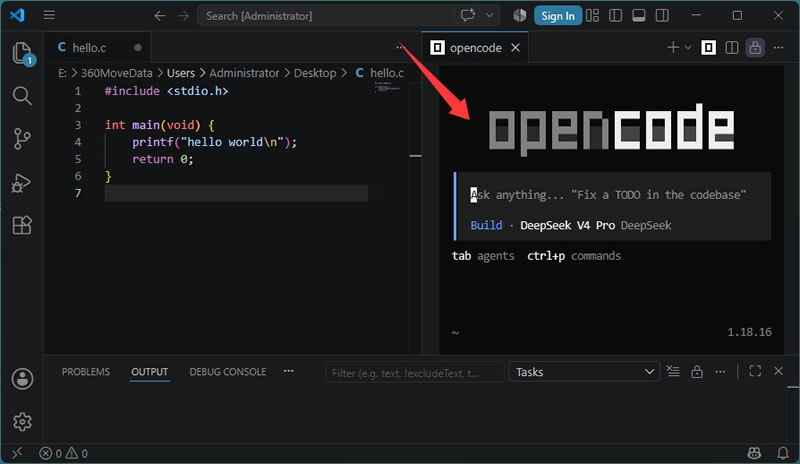 Search [Administrator]
Sign In
hello.c
opencode
1
E: > 360MoveData > Users > Administrator > Desktop > C hello.c
1 #include <stdio.h>
2
3 int main(void) {
4 printf("hello world\n");
5 return 0;
6 }
7
opencode
Ask anything... "Fix a TODO in the codebase"
Build · DeepSeek V4 Pro DeepSeek
tab agents ctrl+p commands
~ 1.18.16
PROBLEMS OUTPUT DEBUG CONSOLE ...
Filter (e.g. text, !excludeText, t...
Tasks
0 0